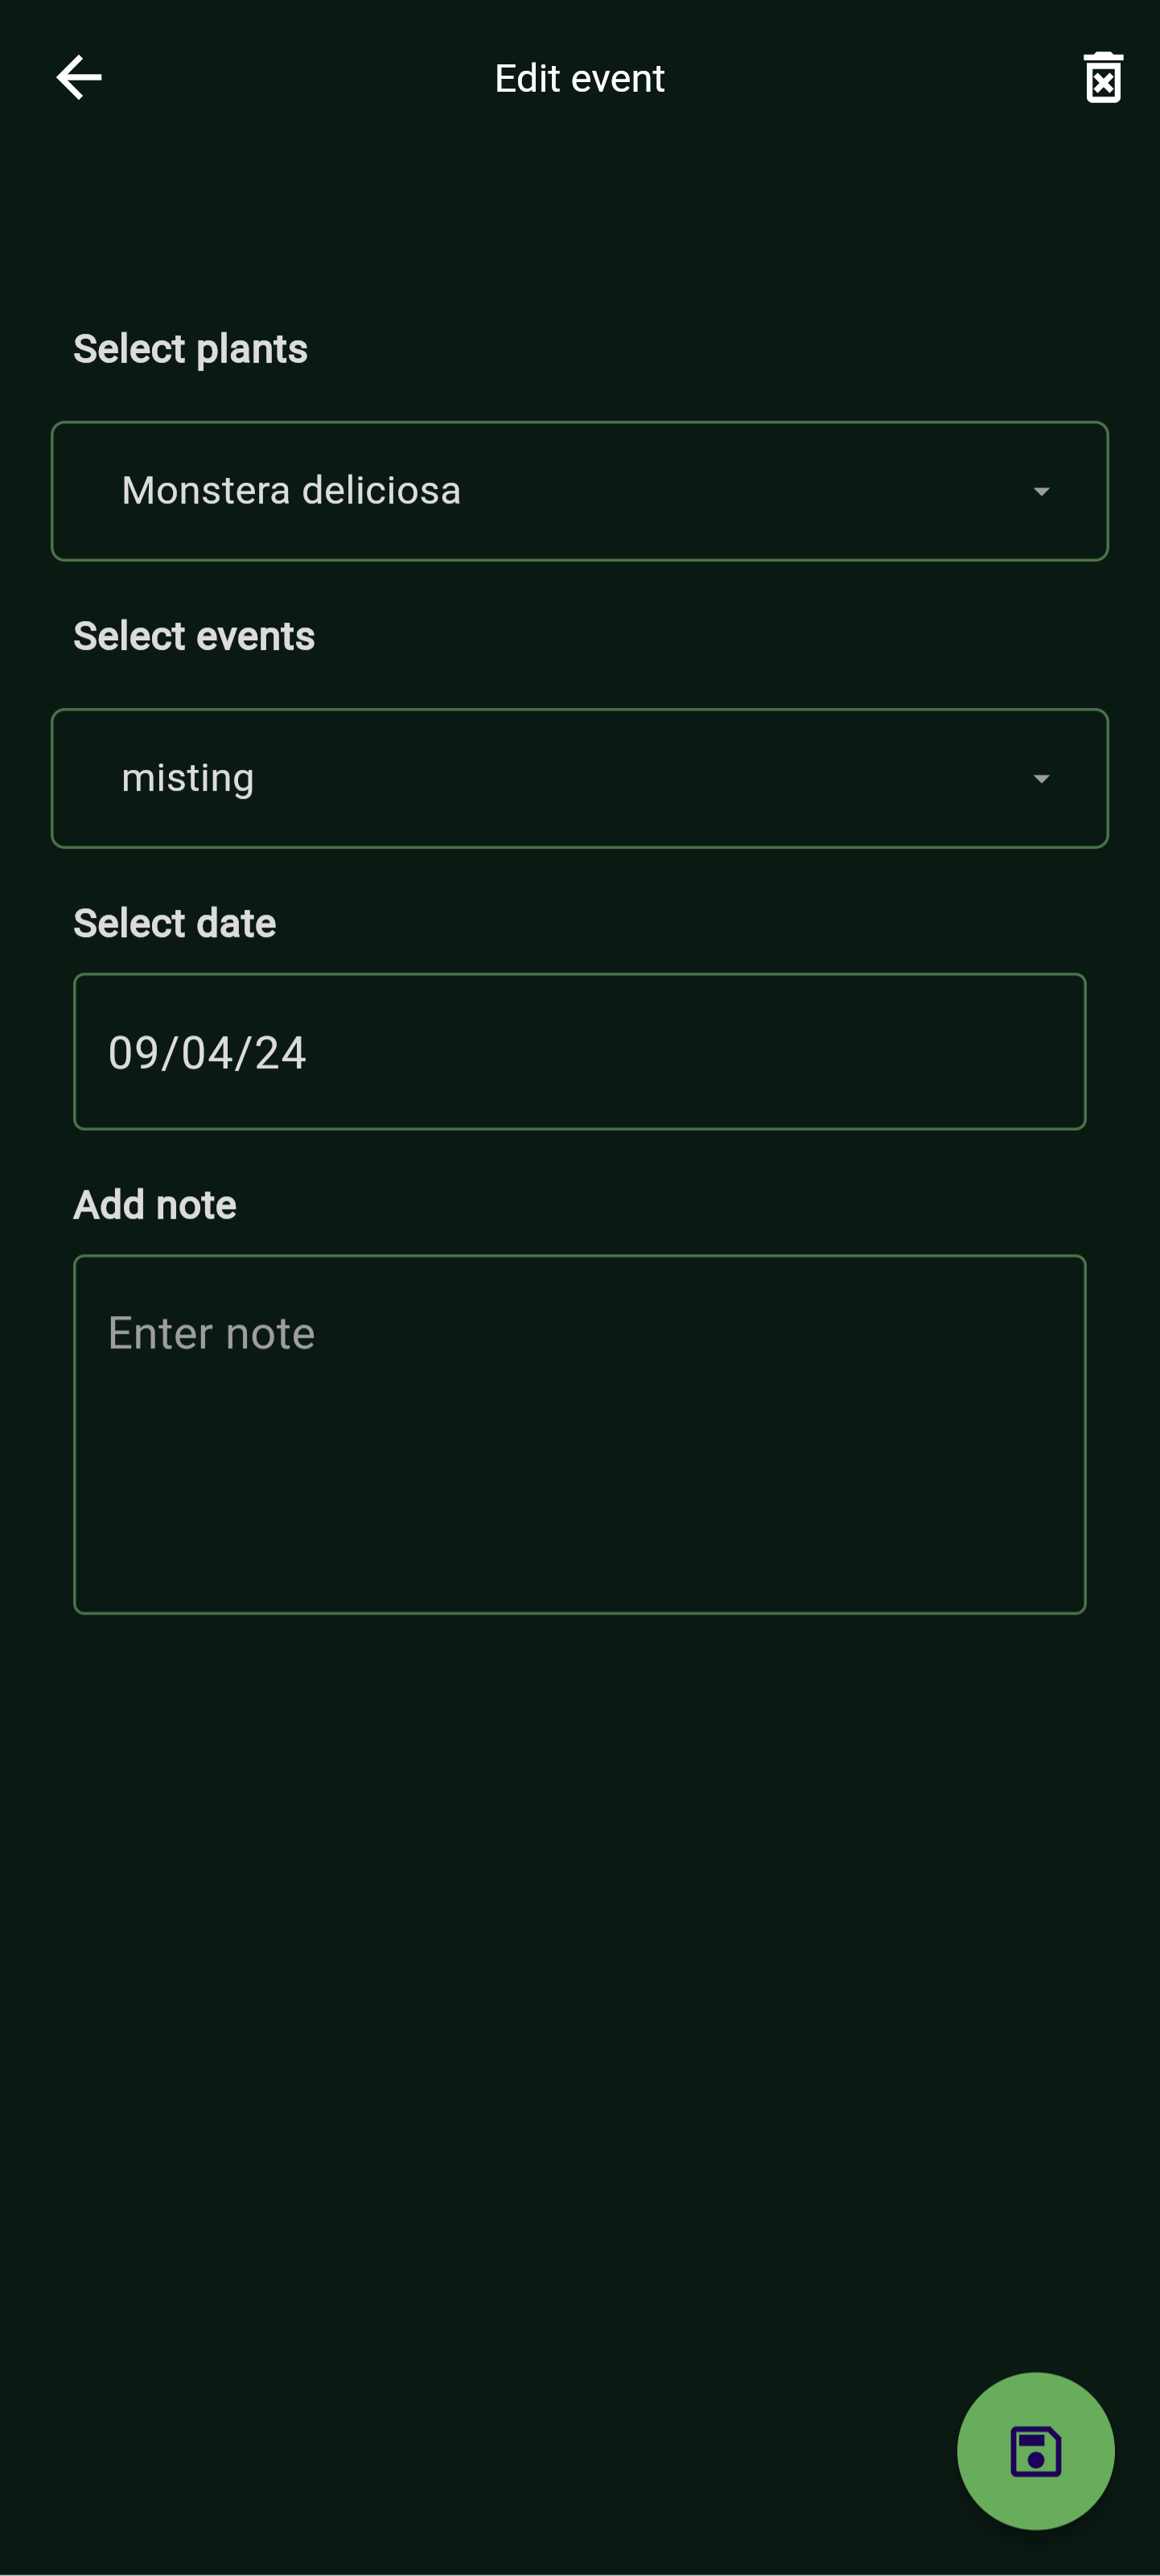 Edit event
Select plants
Monstera deliciosa
Select events
misting
Select date
09/04/24
Add note
Enter note